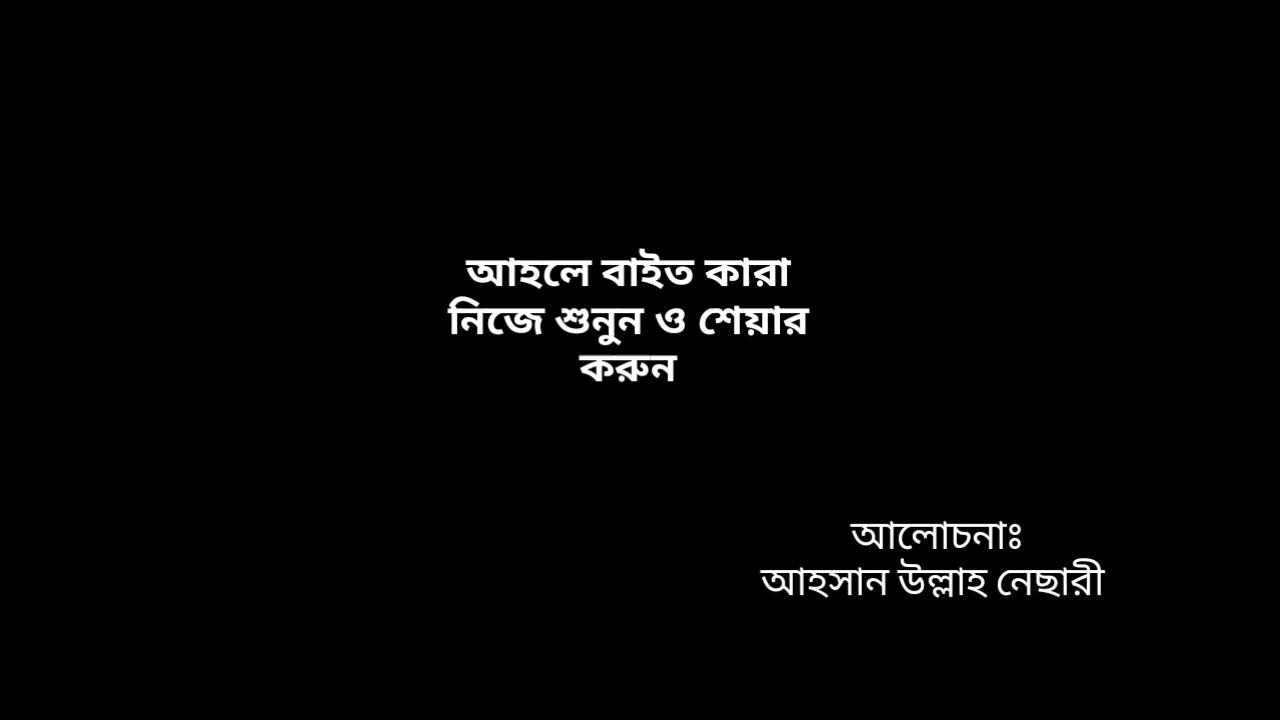 আহলে বাইত কারা
নিজে শুনুন ও শেয়ার
করুন
আলোচনাঃ
আহসান উল্লাহ নেছারী